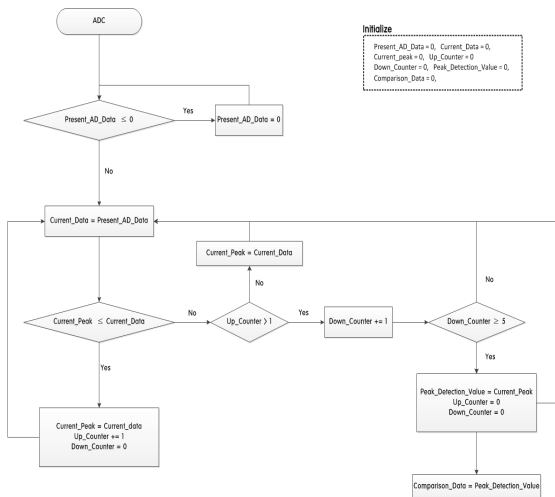 ADC
Initialize
Present_AD_Data = 0, Current_Data = 0,
Current_peak = 0, Up_Counter = 0
Down_Counter = 0, Peak_Detection_Value = 0,
Comparison_Data = 0,
Present_AD_Data ≤ 0
Yes
Present_AD_Data = 0
No
Current_Data = Present_AD_Data
Current_Peak = Current_Data
No
No
Current_Peak ≤ Current_Data
No
Up_Counter > 1
Yes
Down_Counter += 1
Down_Counter ≥ 5
Yes
Yes
Current_Peak = Current_data
Up_Counter += 1
Down_Counter = 0
Peak_Detection_Value = Current_Peak
Up_Counter = 0
Down_Counter = 0
Comparison_Data = Peak_Detection_Value